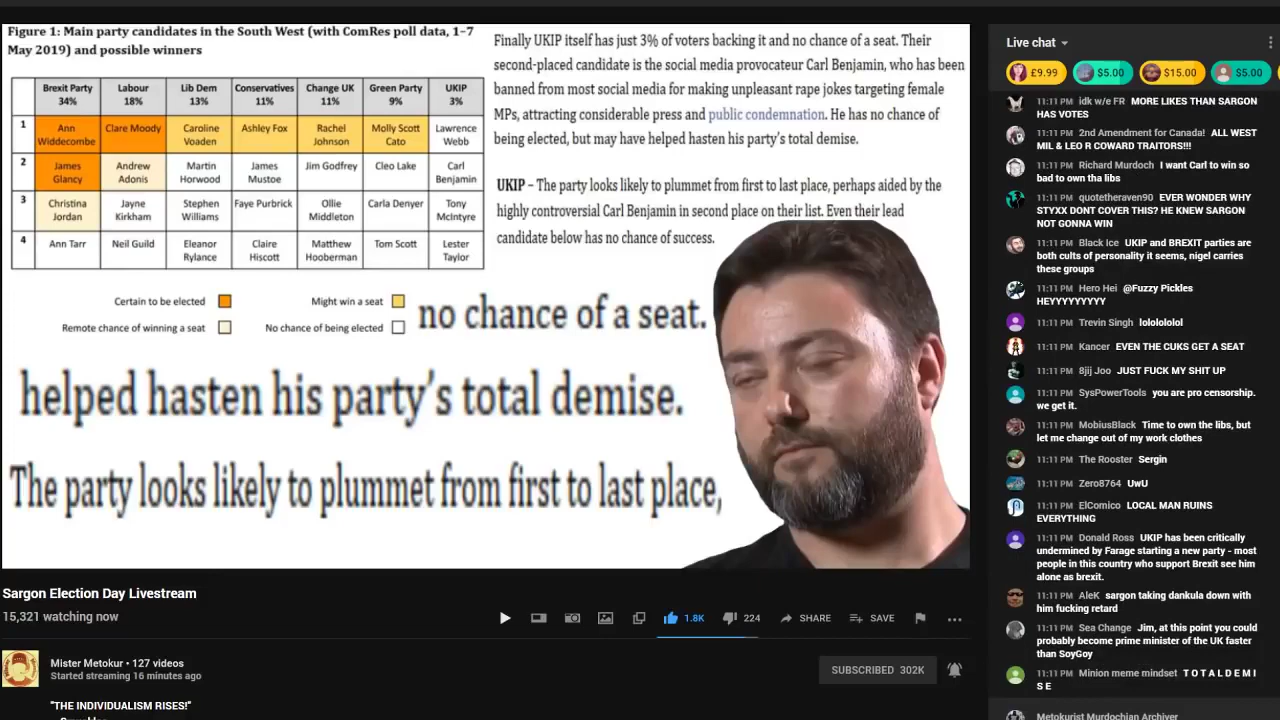 Figure 1: Main party candidates in the South West (with ComRes poll data, 1–7
May 2019) and possible winners
Brexit Party 34% Labour 18% Lib Dem 13% Conservatives 11% Change UK 11% Green Party 9% UKIP 3%
1 Ann Widdecombe Clare Moody Caroline Voaden Ashley Fox Rachel Johnson Molly Scott Cato Lawrence Webb
2 James Glancy Andrew Adonis Martin Horwood James Mustoe Jim Godfrey Cleo Lake Carl Benjamin
3 Christina Jordan Jayne Kirkham Stephen Williams Faye Purbrick Ollie Middleton Carla Denyer Tony McIntyre
4 Ann Tarr Neil Guild Eleanor Rylance Claire Hiscott Matthew Hooberman Tom Scott Lester Taylor
Certain to be elected Might win a seat
Remote chance of winning a seat No chance of being elected
Finally UKIP itself has just 3% of voters backing it and no chance of a seat. Their
second-placed candidate is the social media provocateur Carl Benjamin, who has been
banned from most social media for making unpleasant rape jokes targeting female
MPs, attracting considerable press and public condemnation. He has no chance of
being elected, but may have helped hasten his party's total demise.
UKIP – The party looks likely to plummet from first to last place, perhaps aided by the
highly controversial Carl Benjamin in second place on their list. Even their lead
candidate below has no chance of success.
no chance of a seat.
helped hasten his party's total demise.
The party looks likely to plummet from first to last place,
Sargon Election Day Livestream
15,321 watching now
1.8K 224 SHARE SAVE
Mister Metokur • 127 videos
Started streaming 16 minutes ago
SUBSCRIBED 302K
"THE INDIVIDUALISM RISES!"
Live chat
£9.99 $5.00 $15.00 $5.00
11:11 PM idk w/e FR MORE LIKES THAN SARGON
HAS VOTES
11:11 PM 2nd Amendment for Canada! ALL WEST
MIL & LEO R COWARD TRAITORS!!!
11:11 PM Richard Murdoch I want Carl to win so
bad to own tha libs
11:11 PM quotetheraven90 EVER WONDER WHY
STYXX DONT COVER THIS? HE KNEW SARGON
NOT GONNA WIN
11:11 PM Black Ice UKIP and BREXIT parties are
both cults of personality it seems, nigel carries
these groups
11:11 PM Hero Hei @Fuzzy Pickles
HEYYYYYYYY
11:11 PM Trevin Singh lolololol
11:11 PM Kancer EVEN THE CUKS GET A SEAT
11:11 PM 8jij Joo JUST FUCK MY SHIT UP
11:11 PM SysPowerTools you are pro censorship.
we get it.
11:11 PM MobiusBlack Time to own the libs, but
let me change out of my work clothes
11:11 PM The Rooster Sergin
11:11 PM Zero8764 UwU
11:11 PM ElComico LOCAL MAN RUINS
EVERYTHING
11:11 PM Donald Ross UKIP has been critically
undermined by Farage starting a new party - most
people in this country who support Brexit see him
alone as brexit.
11:11 PM AleK sargon taking dankula down with
him fucking retard
11:11 PM Sea Change Jim, at this point you could
probably become prime minister of the UK faster
than SoyGoy
11:11 PM Minion meme mindset T O T A L D E M I
S E
Metokurist Murdochian Archiver